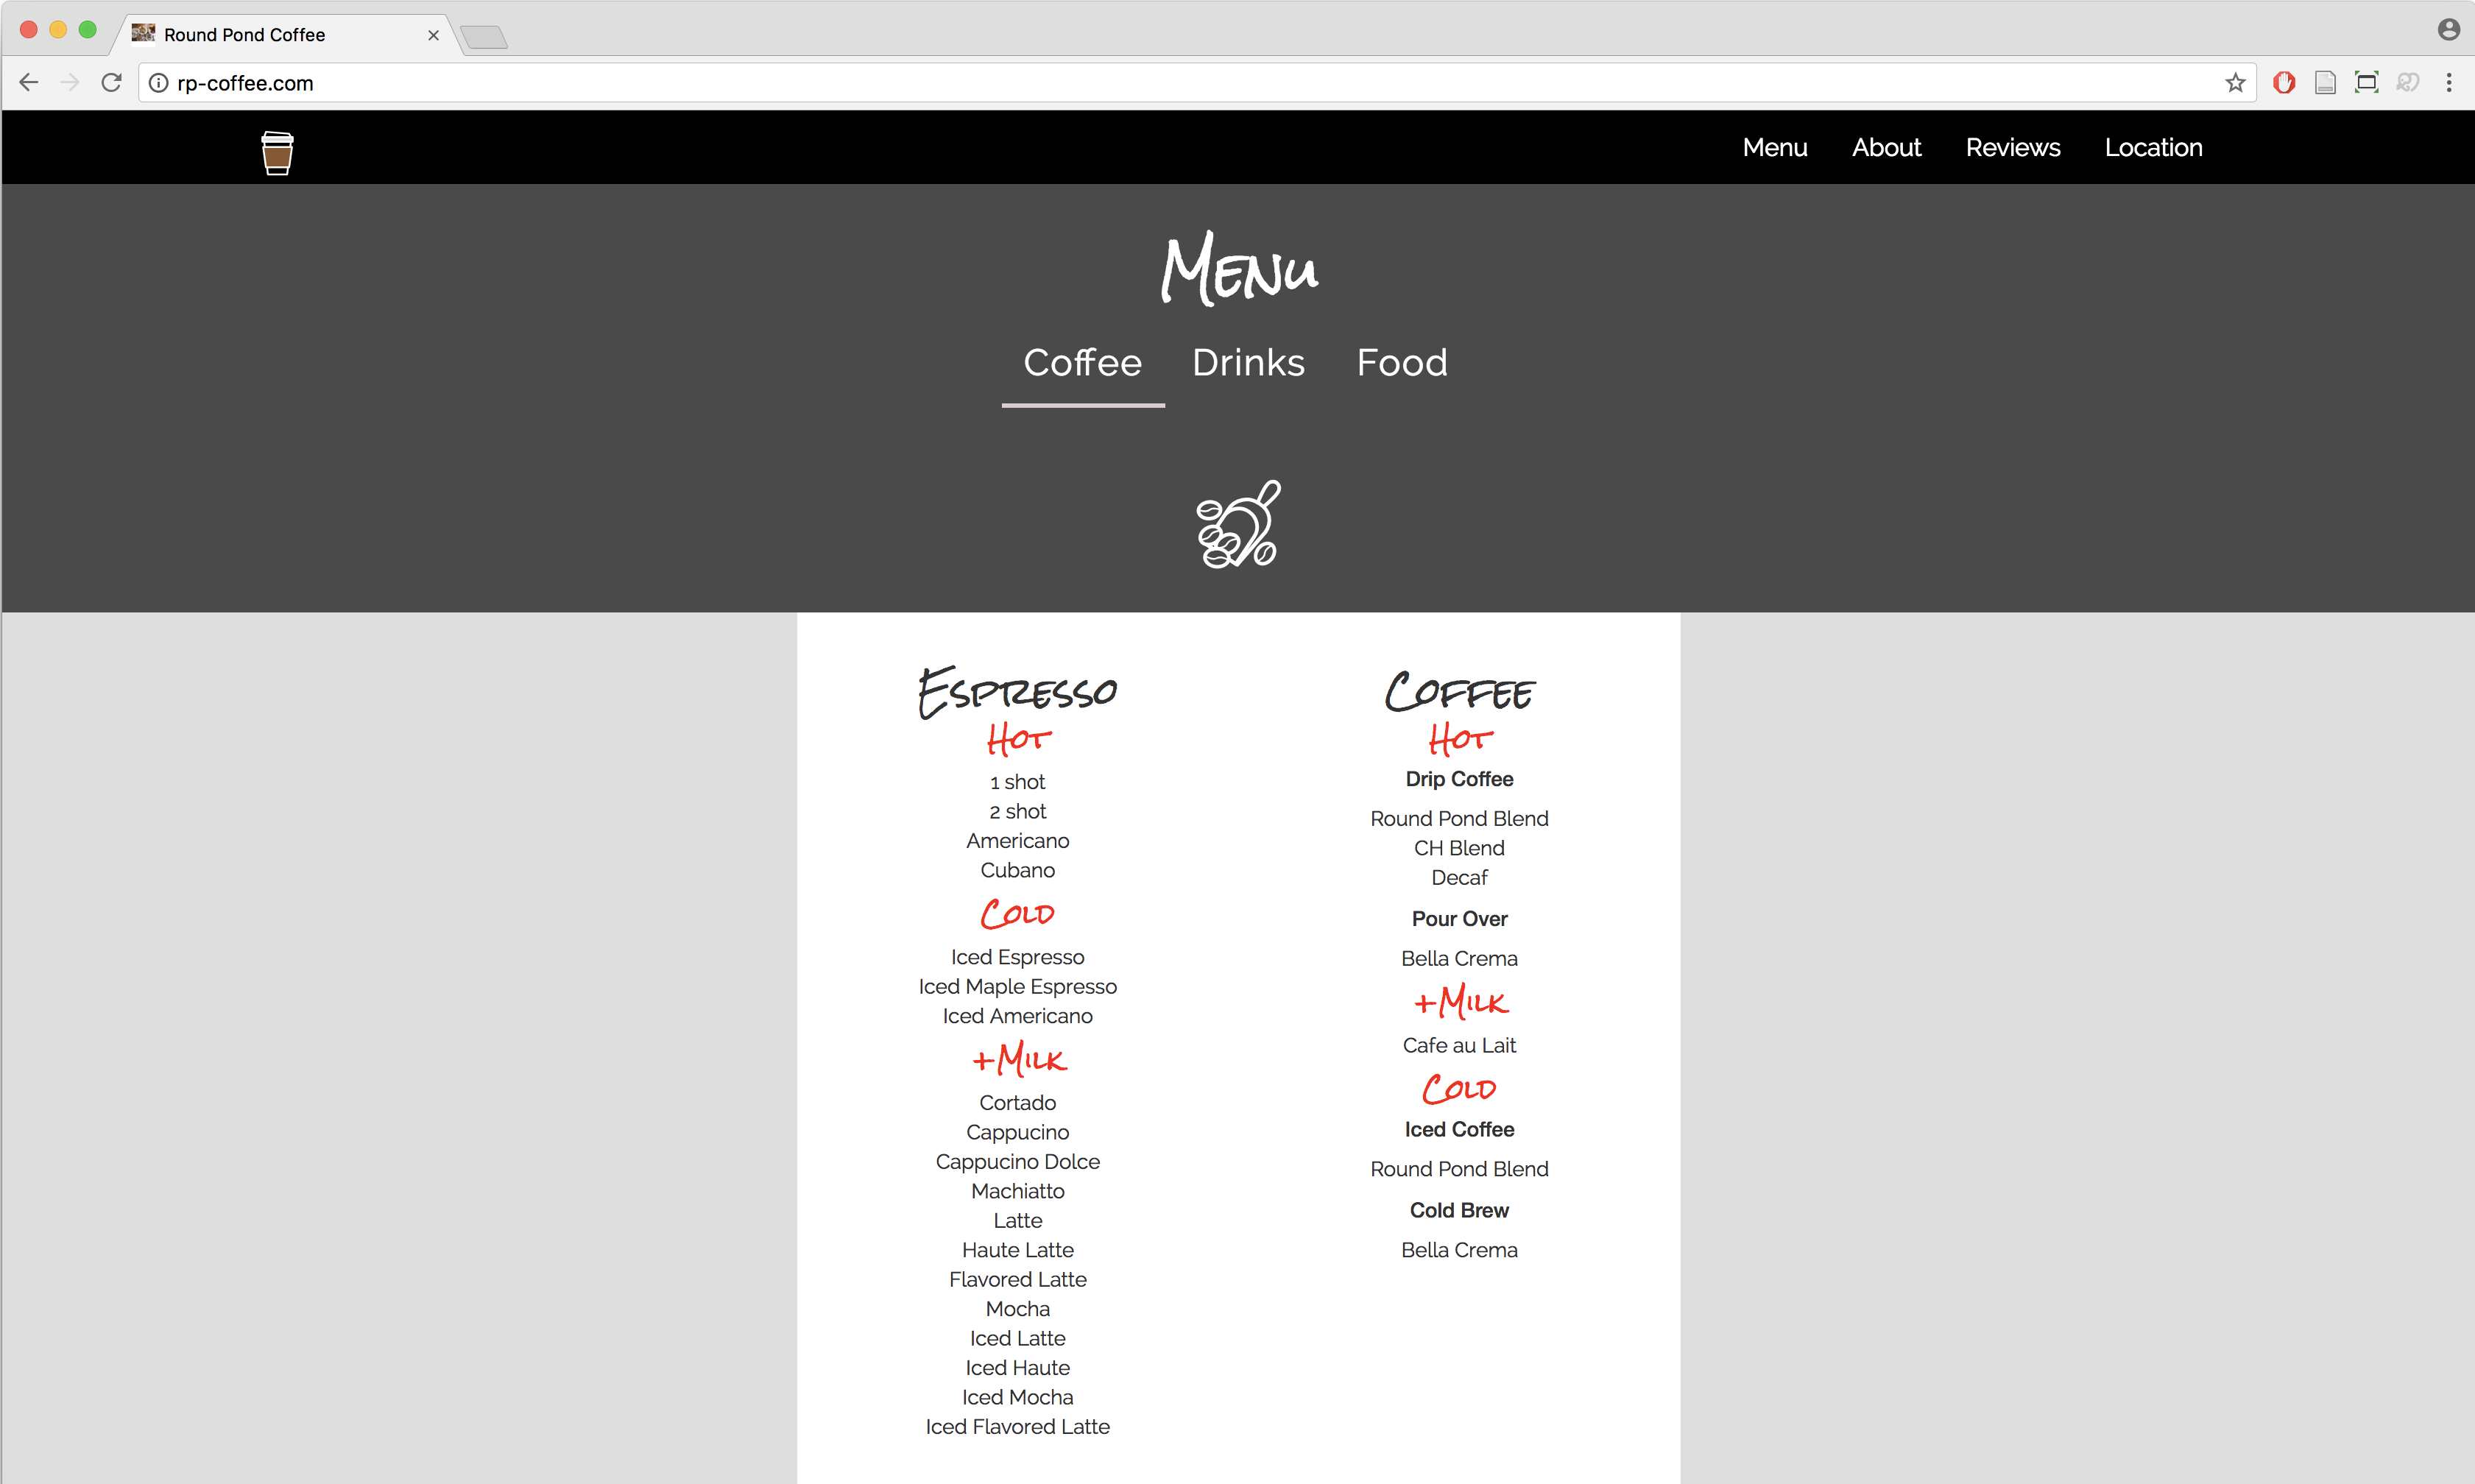 Round Pond Coffee
rp-coffee.com
Menu About Reviews Location
Menu
Coffee Drinks Food
Espresso
Hot
1 shot
2 shot
Americano
Cubano
Cold
Iced Espresso
Iced Maple Espresso
Iced Americano
+Milk
Cortado
Cappucino
Cappucino Dolce
Machiatto
Latte
Haute Latte
Flavored Latte
Mocha
Iced Latte
Iced Haute
Iced Mocha
Iced Flavored Latte
Coffee
Hot
Drip Coffee
Round Pond Blend
CH Blend
Decaf
Pour Over
Bella Crema
+Milk
Cafe au Lait
Cold
Iced Coffee
Round Pond Blend
Cold Brew
Bella Crema